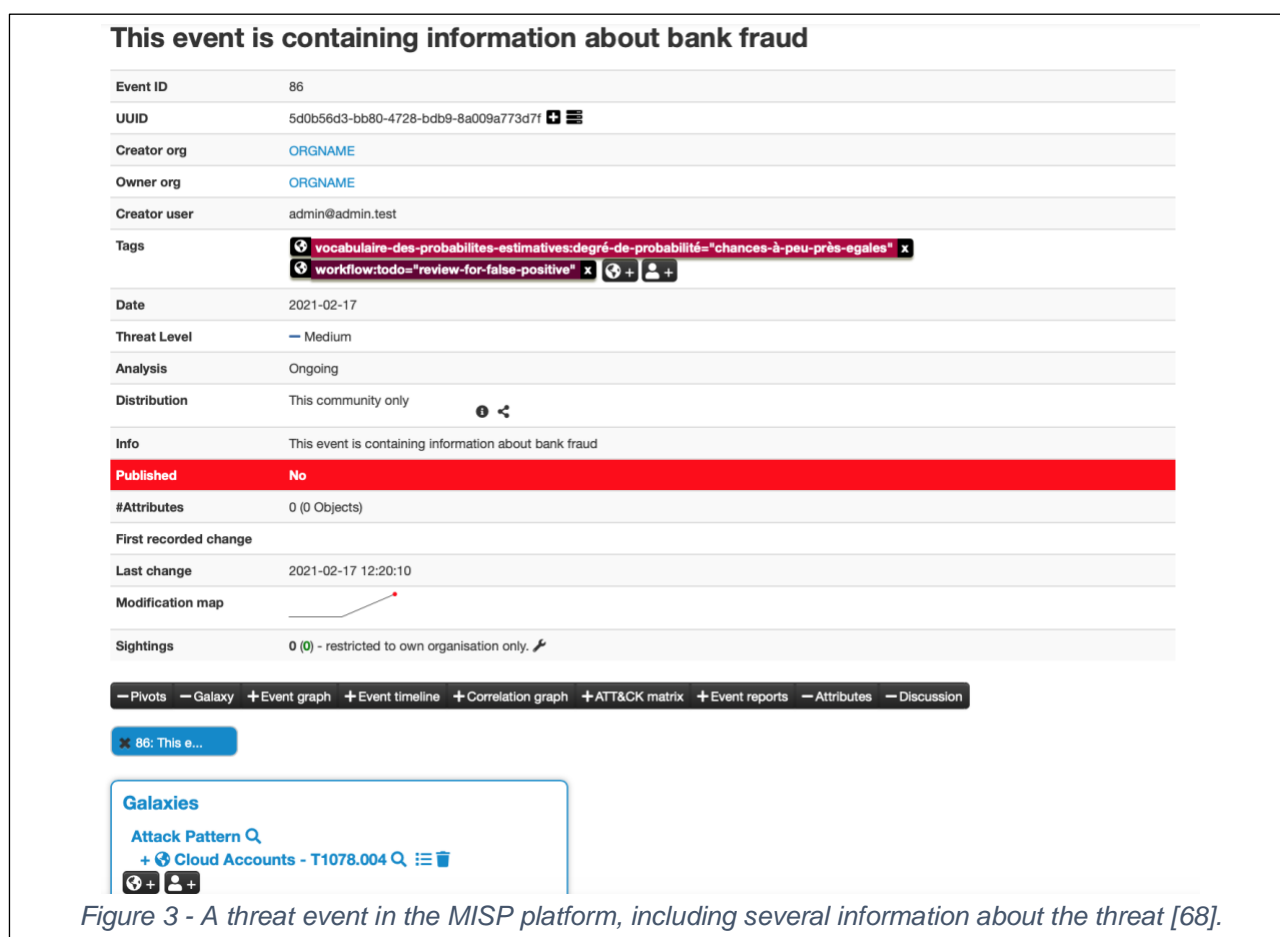 This event is containing information about bank fraud
Event ID 86
UUID 5d0b56d3-bb80-4728-bdb9-8a009a773d7f
Creator org ORGNAME
Owner org ORGNAME
Creator user admin@admin.test
Tags vocabulaire-des-probabilites-estimatives:degré-de-probabilité="chances-à-peu-près-egales" x
workflow:todo="review-for-false-positive" x + +
Date 2021-02-17
Threat Level — Medium
Analysis Ongoing
Distribution This community only
Info This event is containing information about bank fraud
Published No
#Attributes 0 (0 Objects)
First recorded change
Last change 2021-02-17 12:20:10
Modification map
Sightings 0 (0) - restricted to own organisation only.
—Pivots —Galaxy +Event graph +Event timeline +Correlation graph +ATT&CK matrix +Event reports —Attributes —Discussion
✖ 86: This e...
Galaxies
Attack Pattern
+ Cloud Accounts - T1078.004
+ +
Figure 3 - A threat event in the MISP platform, including several information about the threat [68].